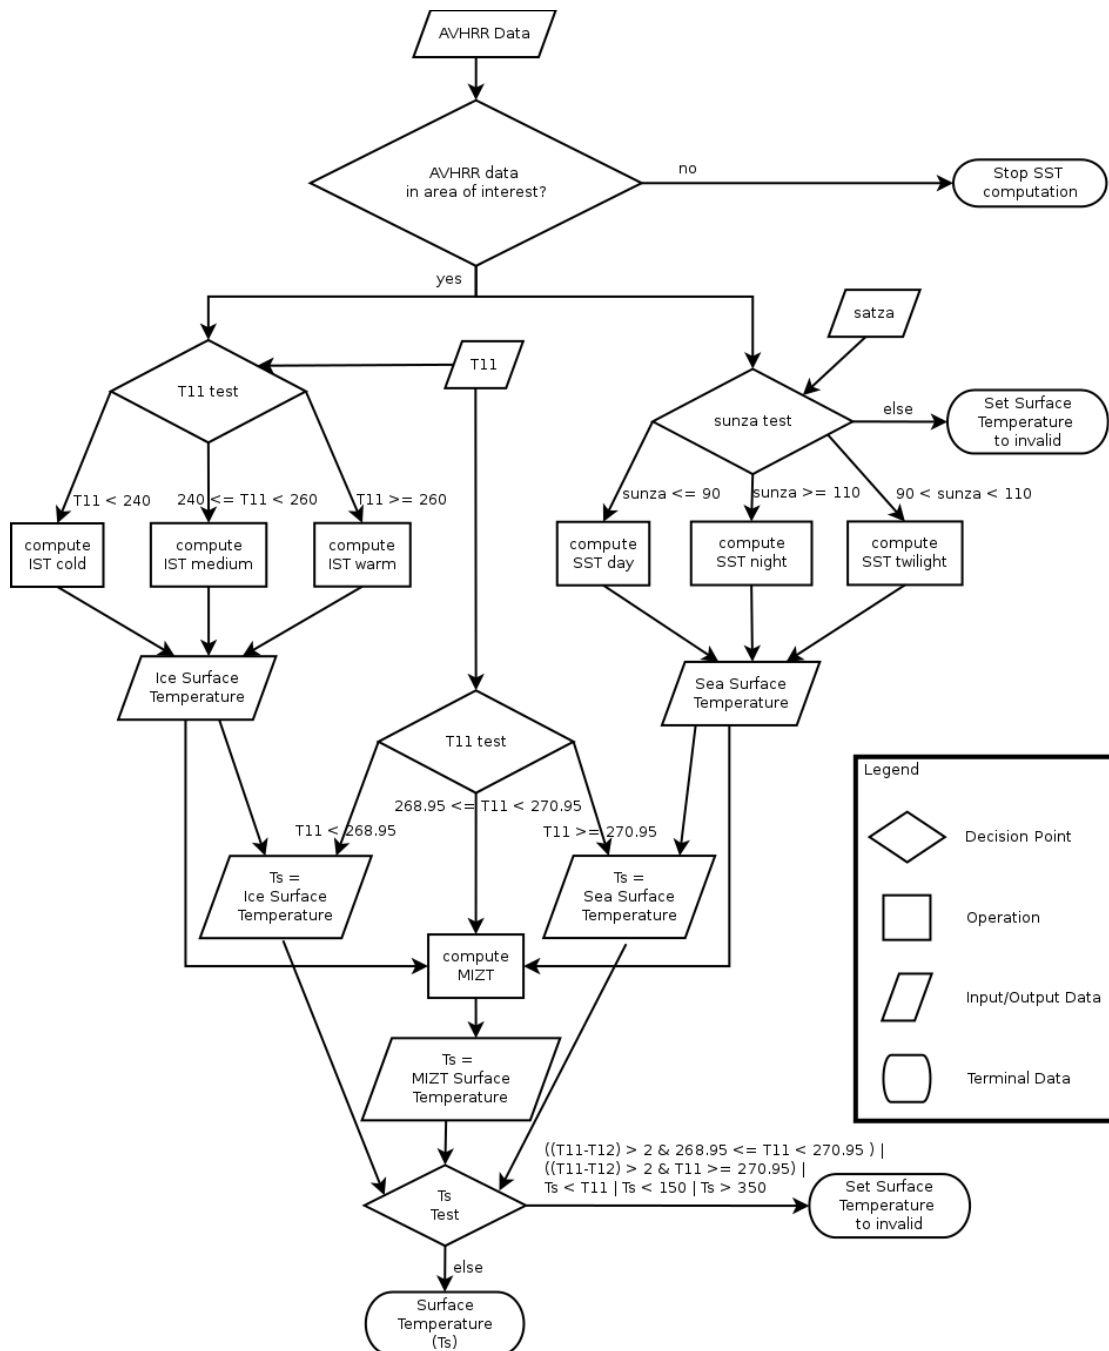 AVHRR Data
AVHRR data
in area of interest?
no
Stop SST
computation
yes
satza
T11
T11 test
sunza test
else
Set Surface
Temperature
to invalid
T11 < 240
240 <= T11 < 260
T11 >= 260
sunza <= 90
sunza >= 110
90 < sunza < 110
compute
IST cold
compute
IST medium
compute
IST warm
compute
SST day
compute
SST night
compute
SST twilight
Ice Surface
Temperature
Sea Surface
Temperature
T11 test
268.95 <= T11 < 270.95
T11 < 268.95
T11 >= 270.95
Ts =
Ice Surface
Temperature
Ts =
Sea Surface
Temperature
compute
MIZT
Ts =
MIZT Surface
Temperature
((T11-T12) > 2 & 268.95 <= T11 < 270.95 ) |
((T11-T12) > 2 & T11 >= 270.95) |
Ts < T11 | Ts < 150 | Ts > 350
Ts
Test
Set Surface
Temperature
to invalid
else
Surface
Temperature
(Ts)
Legend
Decision Point
Operation
Input/Output Data
Terminal Data